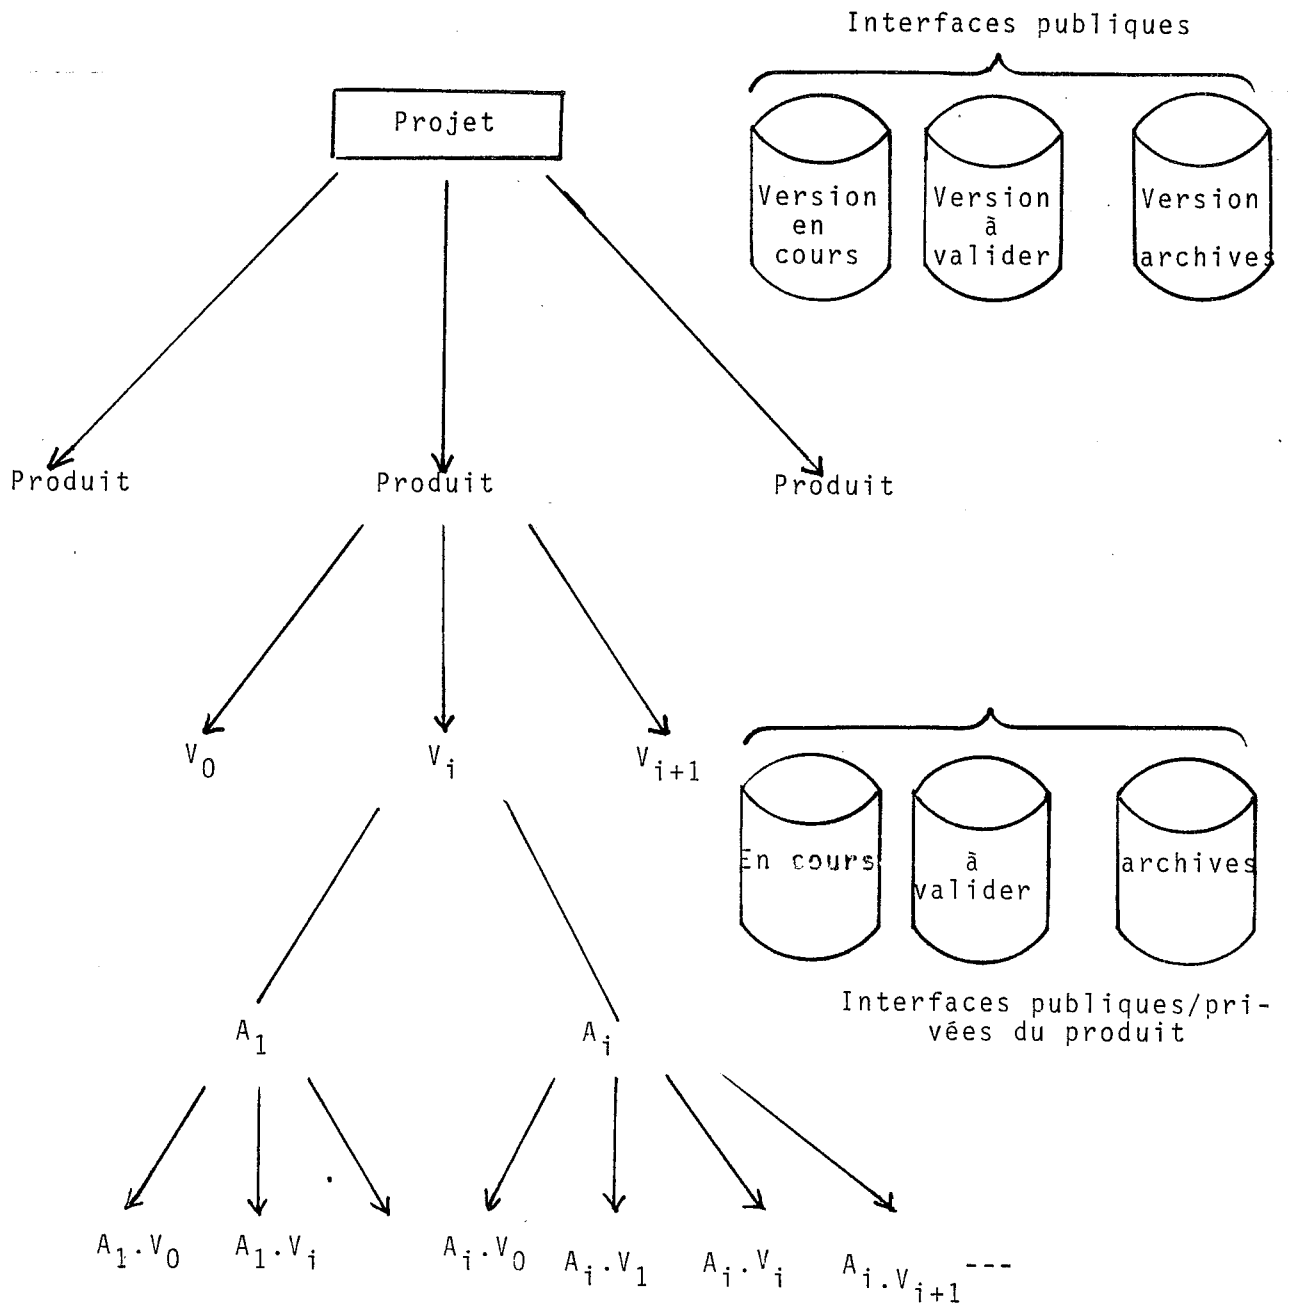 Interfaces publiques
Projet
Version
en
cours
Version
à
valider
Version
archives
Produit
Produit
Produit
V0
Vi
Vi+1
En cours
à
valider
archives
Interfaces publiques/pri-
vées du produit
A1
Ai
A1.V0
A1.Vi
Ai.V0
Ai.V1
Ai.Vi
Ai.Vi+1---